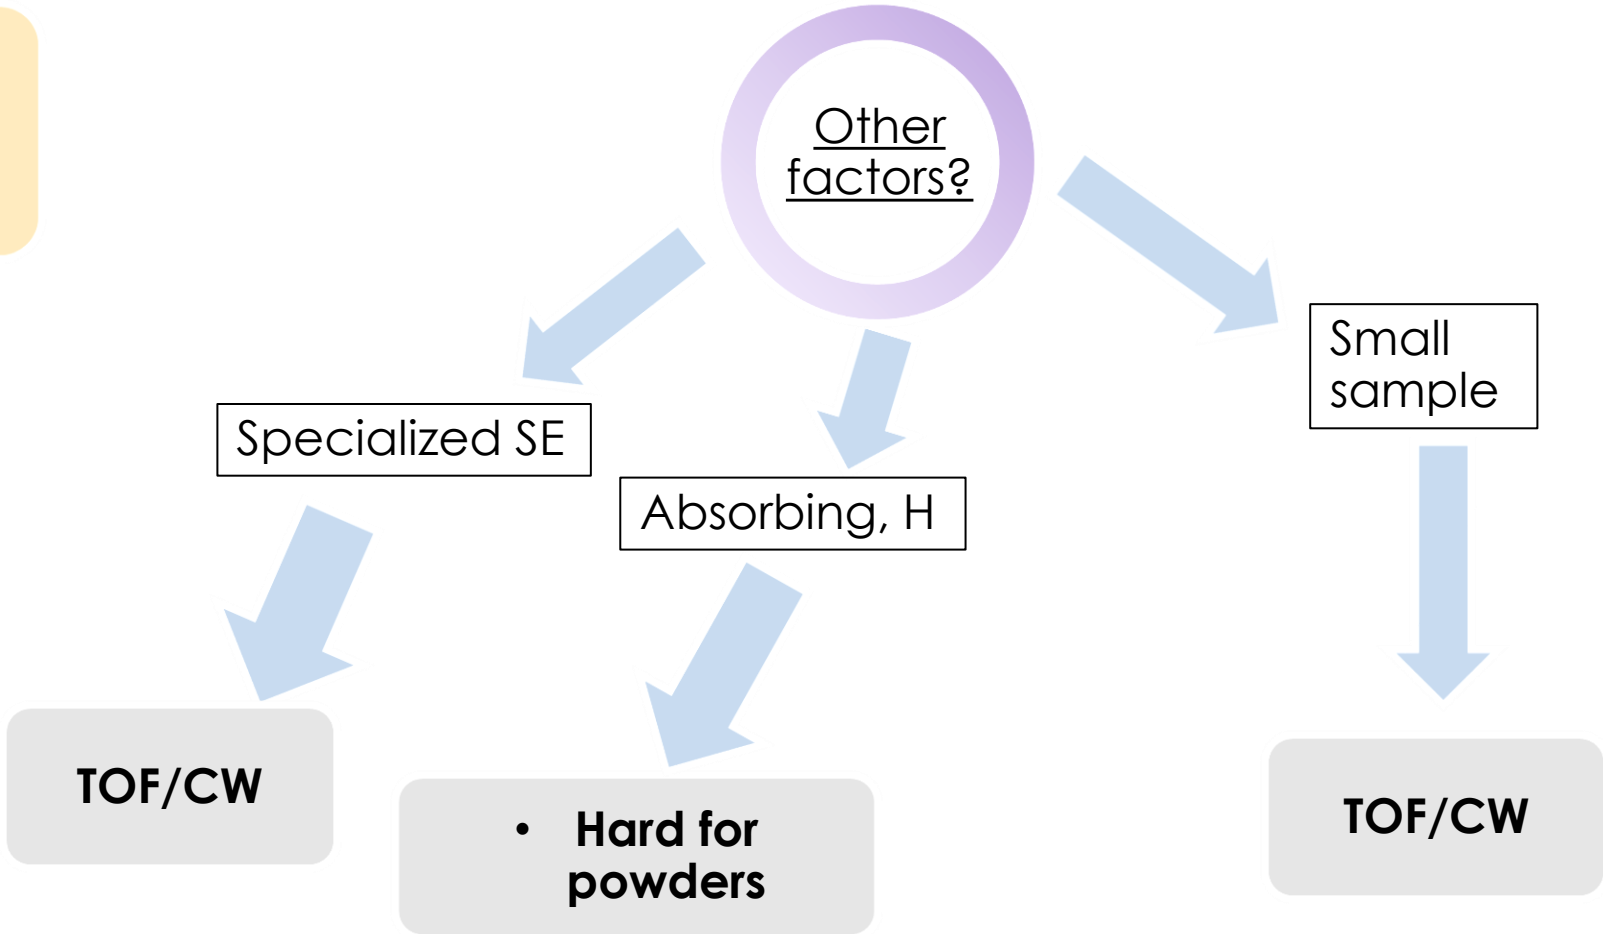 Other
factors?
Small
sample
Specialized SE
Absorbing, H
TOF/CW
• Hard for
powders
TOF/CW